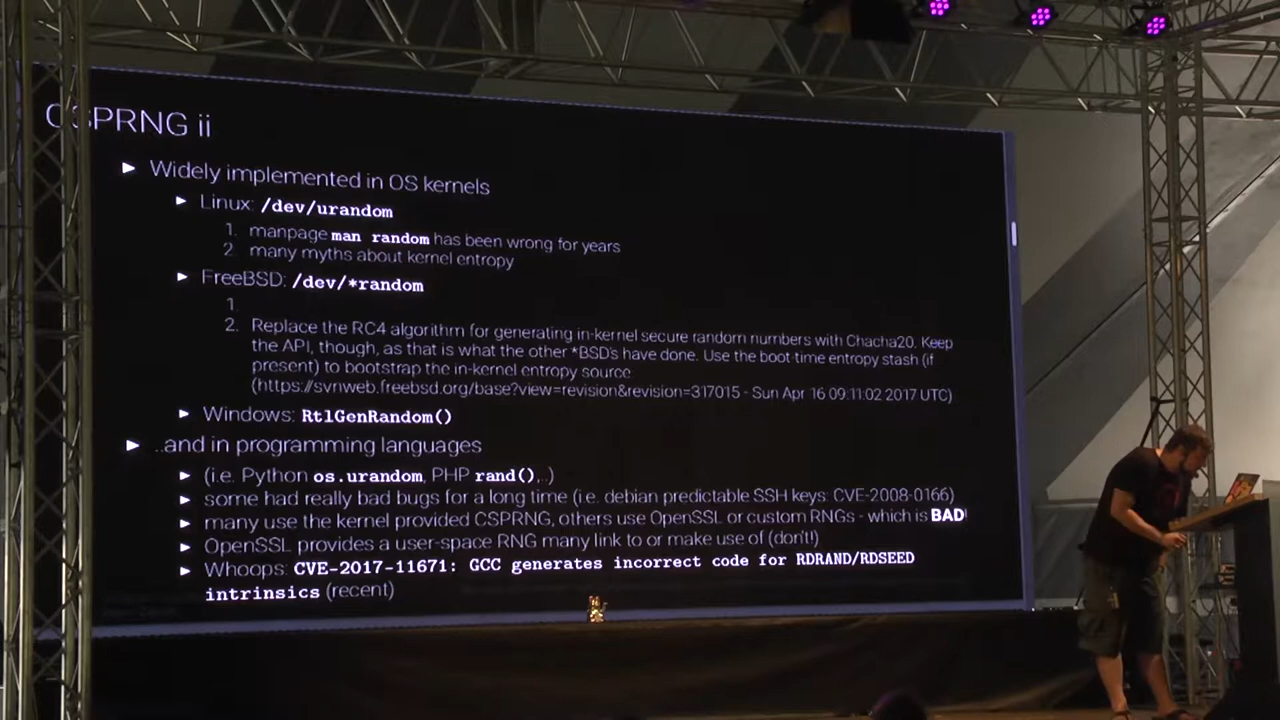 CSPRNG ii
► Widely implemented in OS kernels
► Linux: /dev/urandom
1. manpage man random has been wrong for years
2. many myths about kernel entropy
► FreeBSD: /dev/*random
1.
2. Replace the RC4 algorithm for generating in-kernel secure random numbers with Chacha20. Keep
the API, though, as that is what the other *BSD's have done. Use the boot-time entropy stash (if
present) to bootstrap the in-kernel entropy source
(https://svnweb.freebsd.org/base?view=revision&revision=317015 - Sun Apr 16 09:11:02 2017 UTC)
► Windows: RtlGenRandom()
► ..and in programming languages
► (i.e. Python os.urandom, PHP rand(),..)
► some had really bad bugs for a long time (i.e. debian predictable SSH keys: CVE-2008-0166)
► many use the kernel provided CSPRNG, others use OpenSSL or custom RNGs - which is BAD!
► OpenSSL provides a user-space RNG many link to or make use of (don't!)
► Whoops: CVE-2017-11671: GCC generates incorrect code for RDRAND/RDSEED
intrinsics (recent)